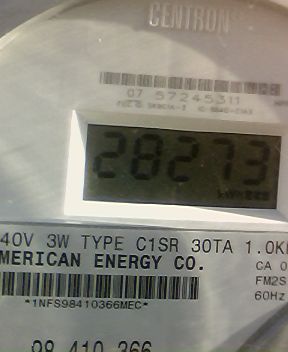 CENTRON
07 57245311
28273
40V 3W TYPE C1SR 30TA 1.0K
MERICAN ENERGY CO.
CA 0
FM2S
60Hz
*1NFS98410366MEC*
98 410 366